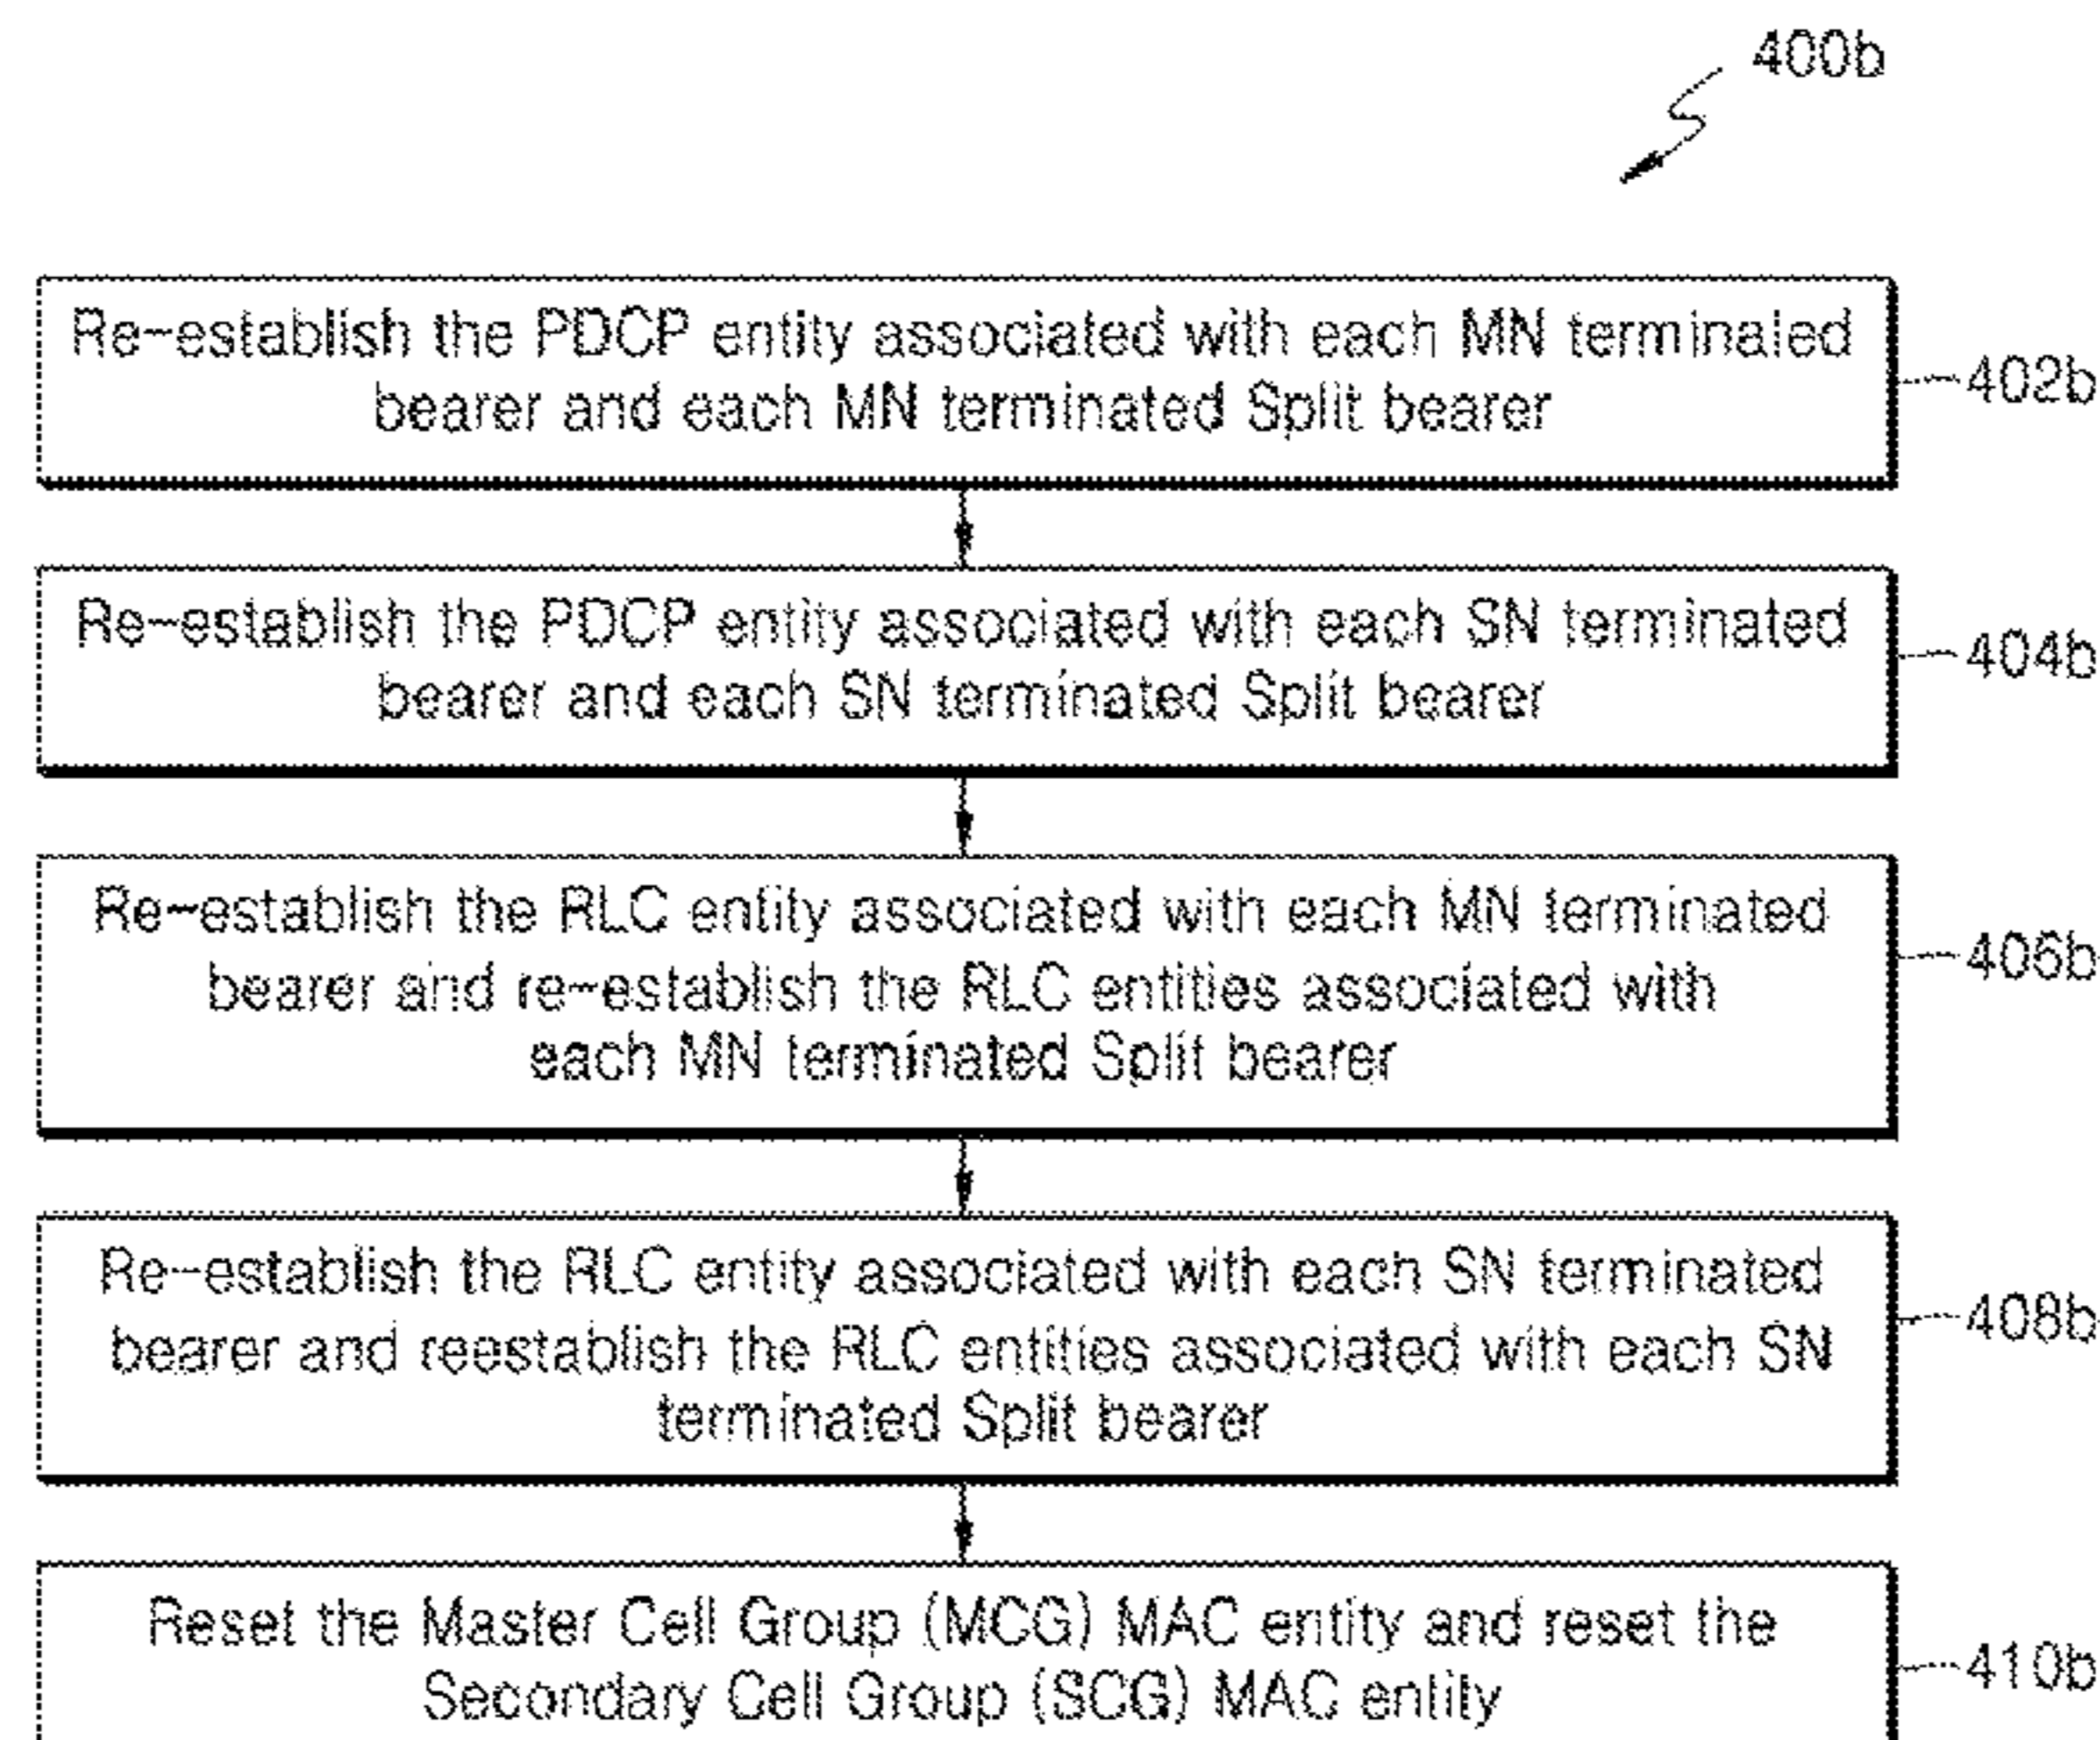 400b
Re-establish the PDCP entity associated with each MN terminaled
bearer and each MN terminated Split bearer
402b
Re-establish the PDCP entity associated with each SN terminated
bearer and each SN terminated Split bearer
404b
Re-establish the RLC entity associated with each MN terminated
bearer and re-establish the RLC entities associated with
each MN terminated Split bearer
406b
Re-establish the RLC entity associated with each SN terminated
bearer and reestablish the RLC entities associated with each SN
terminated Split bearer
408b
Reset the Master Cell Group (MCG) MAC entity and reset the
Secondary Cell Group (SCG) MAC entity
410b